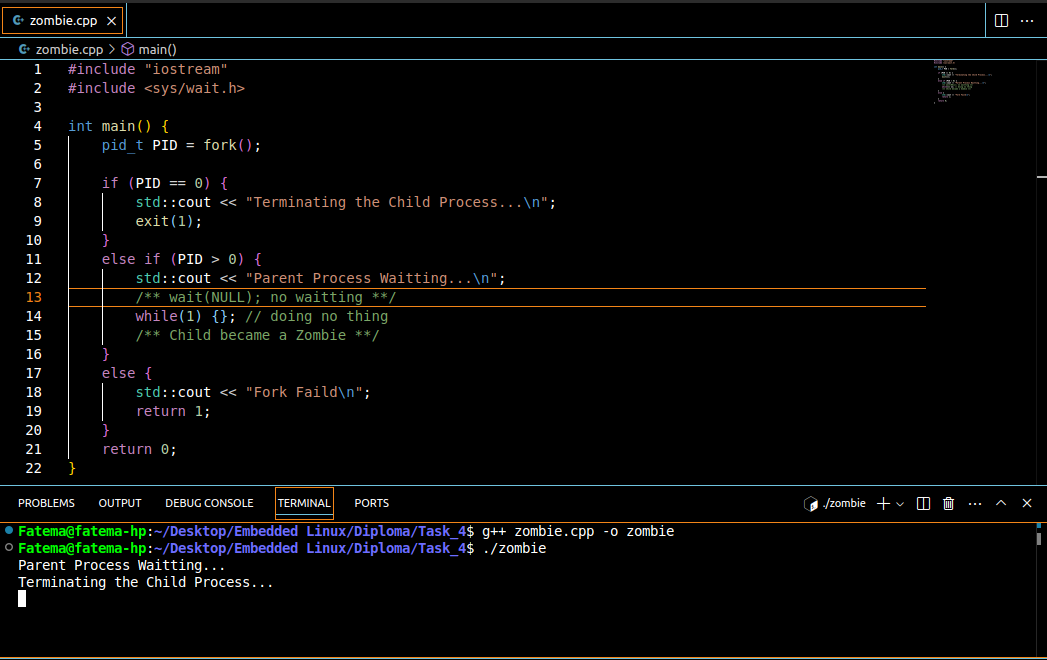 zombie.cpp
zombie.cpp > main()
1 #include "iostream"
2 #include <sys/wait.h>
3
4 int main() {
5     pid_t PID = fork();
6
7     if (PID == 0) {
8         std::cout << "Terminating the Child Process...\n";
9         exit(1);
10     }
11     else if (PID > 0) {
12         std::cout << "Parent Process Waitting...\n";
13         /** wait(NULL); no waitting **/
14         while(1) {}; // doing no thing
15         /** Child became a Zombie **/
16     }
17     else {
18         std::cout << "Fork Faild\n";
19         return 1;
20     }
21     return 0;
22 }
PROBLEMS OUTPUT DEBUG CONSOLE TERMINAL PORTS ./zombie
Fatema@fatema-hp:~/Desktop/Embedded Linux/Diploma/Task_4$ g++ zombie.cpp -o zombie
Fatema@fatema-hp:~/Desktop/Embedded Linux/Diploma/Task_4$ ./zombie
Parent Process Waitting...
Terminating the Child Process...